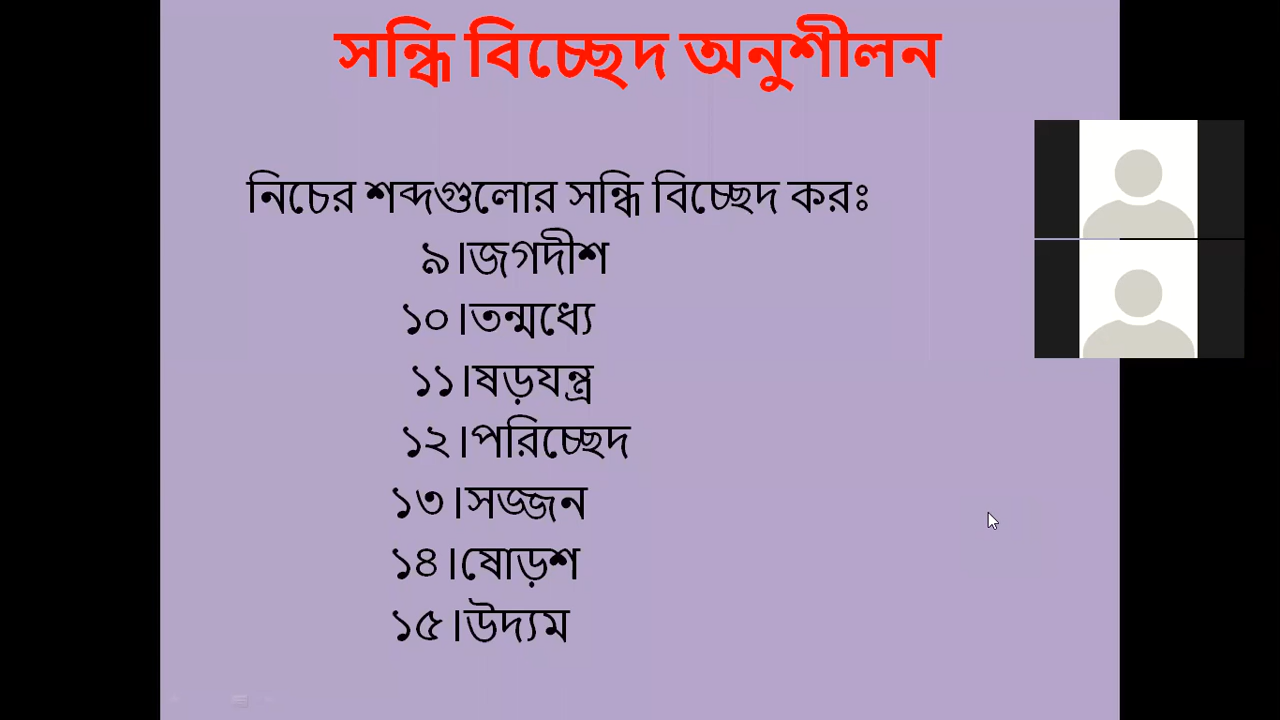 সন্ধি বিচ্ছেদ অনুশীলন
নিচের শব্দগুলোর সন্ধি বিচ্ছেদ করঃ
৯।জগদীশ
১০।তন্মধ্যে
১১।ষড়যন্ত্র
১২।পরিচ্ছেদ
১৩।সজ্জন
১৪।ষোড়শ
১৫।উদ্যম